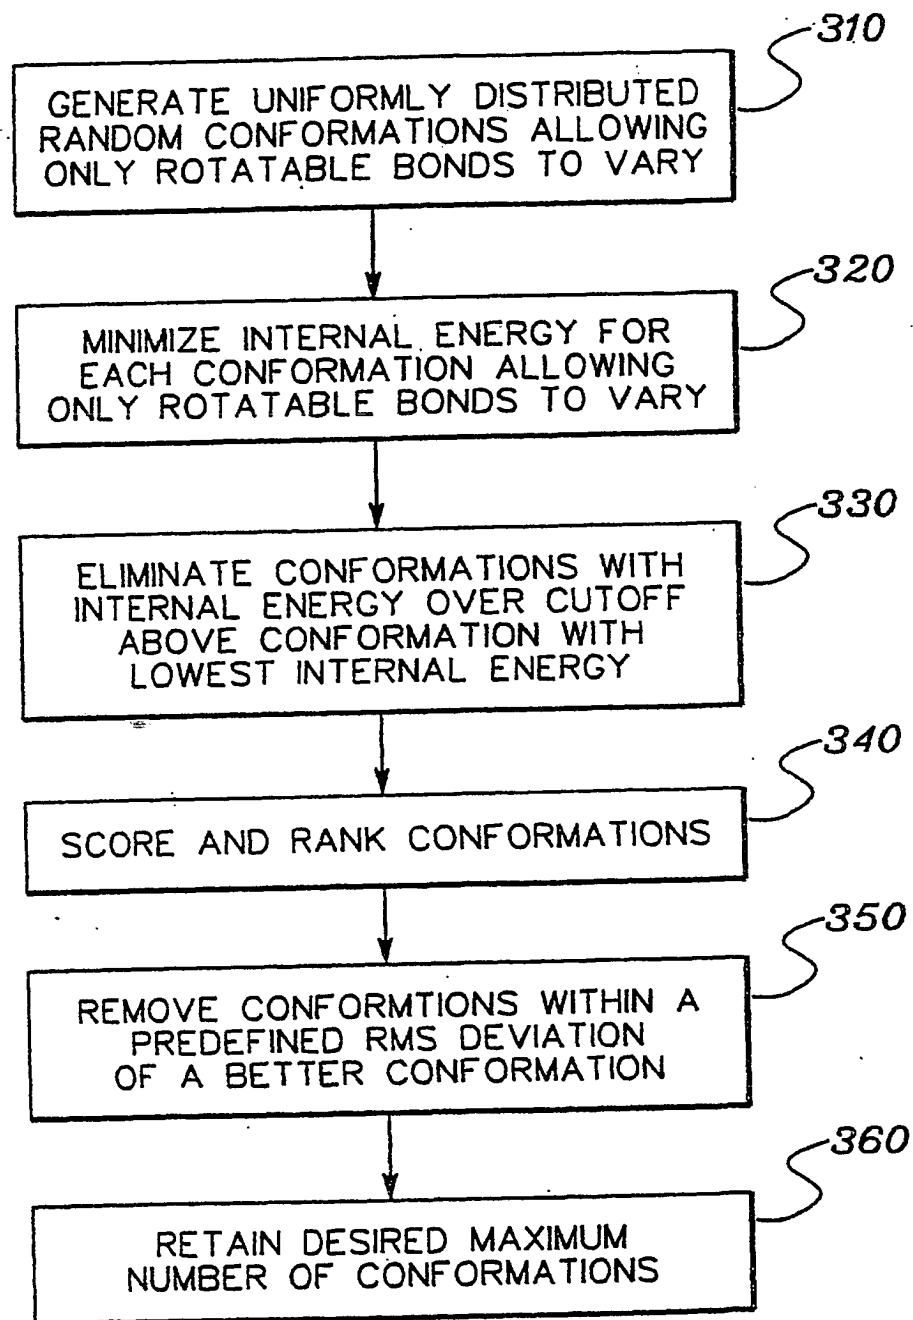 310
GENERATE UNIFORMLY DISTRIBUTED
RANDOM CONFORMATIONS ALLOWING
ONLY ROTATABLE BONDS TO VARY
320
MINIMIZE INTERNAL ENERGY FOR
EACH CONFORMATION ALLOWING
ONLY ROTATABLE BONDS TO VARY
330
ELIMINATE CONFORMATIONS WITH
INTERNAL ENERGY OVER CUTOFF
ABOVE CONFORMATION WITH
LOWEST INTERNAL ENERGY
340
SCORE AND RANK CONFORMATIONS
350
REMOVE CONFORMTIONS WITHIN A
PREDEFINED RMS DEVIATION
OF A BETTER CONFORMATION
360
RETAIN DESIRED MAXIMUM
NUMBER OF CONFORMATIONS